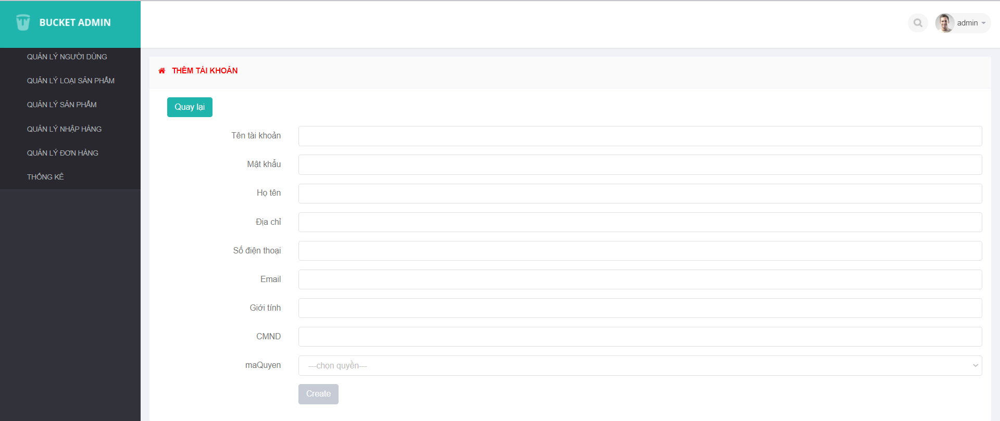 BUCKET ADMIN
admin
QUẢN LÝ NGƯỜI DÙNG
QUẢN LÝ LOẠI SẢN PHẨM
QUẢN LÝ SẢN PHẨM
QUẢN LÝ NHẬP HÀNG
QUẢN LÝ ĐƠN HÀNG
THỐNG KÊ
THÊM TÀI KHOẢN
Quay lại
Tên tài khoản
Mật khẩu
Họ tên
Địa chỉ
Số điện thoại
Email
Giới tính
CMND
maQuyen
---chọn quyền---
Create